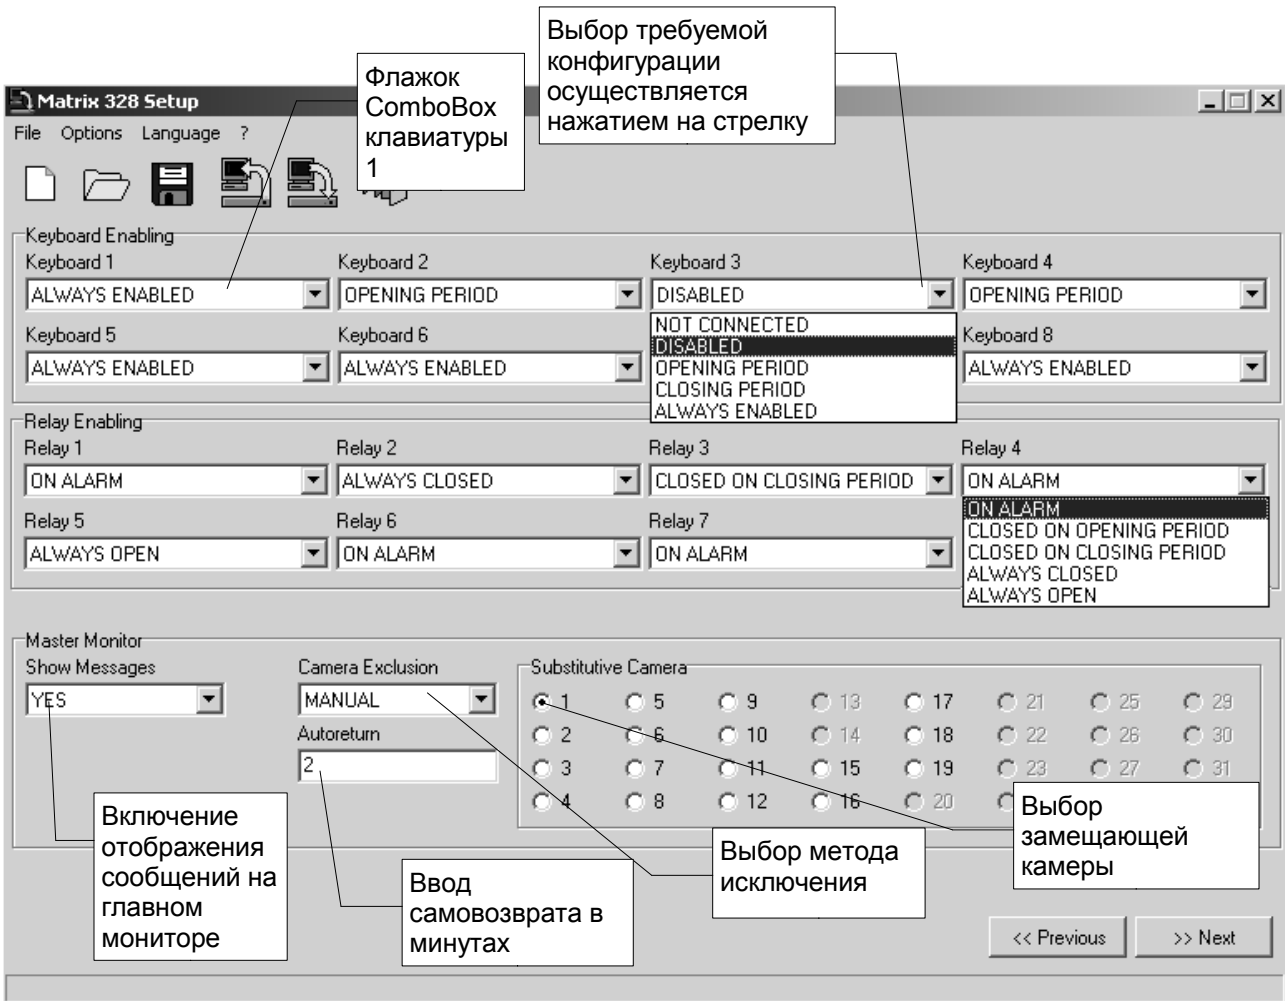 Выбор требуемой
конфигурации
осуществляется
нажатием на стрелку
Флажок
ComboBox
клавиатуры
1
Matrix 328 Setup
File Options Language ?
Keyboard Enabling
Keyboard 1 Keyboard 2 Keyboard 3 Keyboard 4
ALWAYS ENABLED OPENING PERIOD DISABLED OPENING PERIOD
NOT CONNECTED
DISABLED
OPENING PERIOD
CLOSING PERIOD
ALWAYS ENABLED
Keyboard 5 Keyboard 6 Keyboard 8
ALWAYS ENABLED ALWAYS ENABLED ALWAYS ENABLED
Relay Enabling
Relay 1 Relay 2 Relay 3 Relay 4
ON ALARM ALWAYS CLOSED CLOSED ON CLOSING PERIOD ON ALARM
ON ALARM
CLOSED ON OPENING PERIOD
CLOSED ON CLOSING PERIOD
ALWAYS CLOSED
ALWAYS OPEN
Relay 5 Relay 6 Relay 7
ALWAYS OPEN ON ALARM ON ALARM
Master Monitor
Show Messages Camera Exclusion Substitutive Camera
YES MANUAL
Autoreturn
2
1 5 9 13 17 21 25 29
2 6 10 14 18 22 26 30
3 7 11 15 19 23 27 31
4 8 12 16 20
Включение
отображения
сообщений на
главном
мониторе
Ввод
самовозврата в
минутах
Выбор метода
исключения
Выбор
замещающей
камеры
<< Previous >> Next